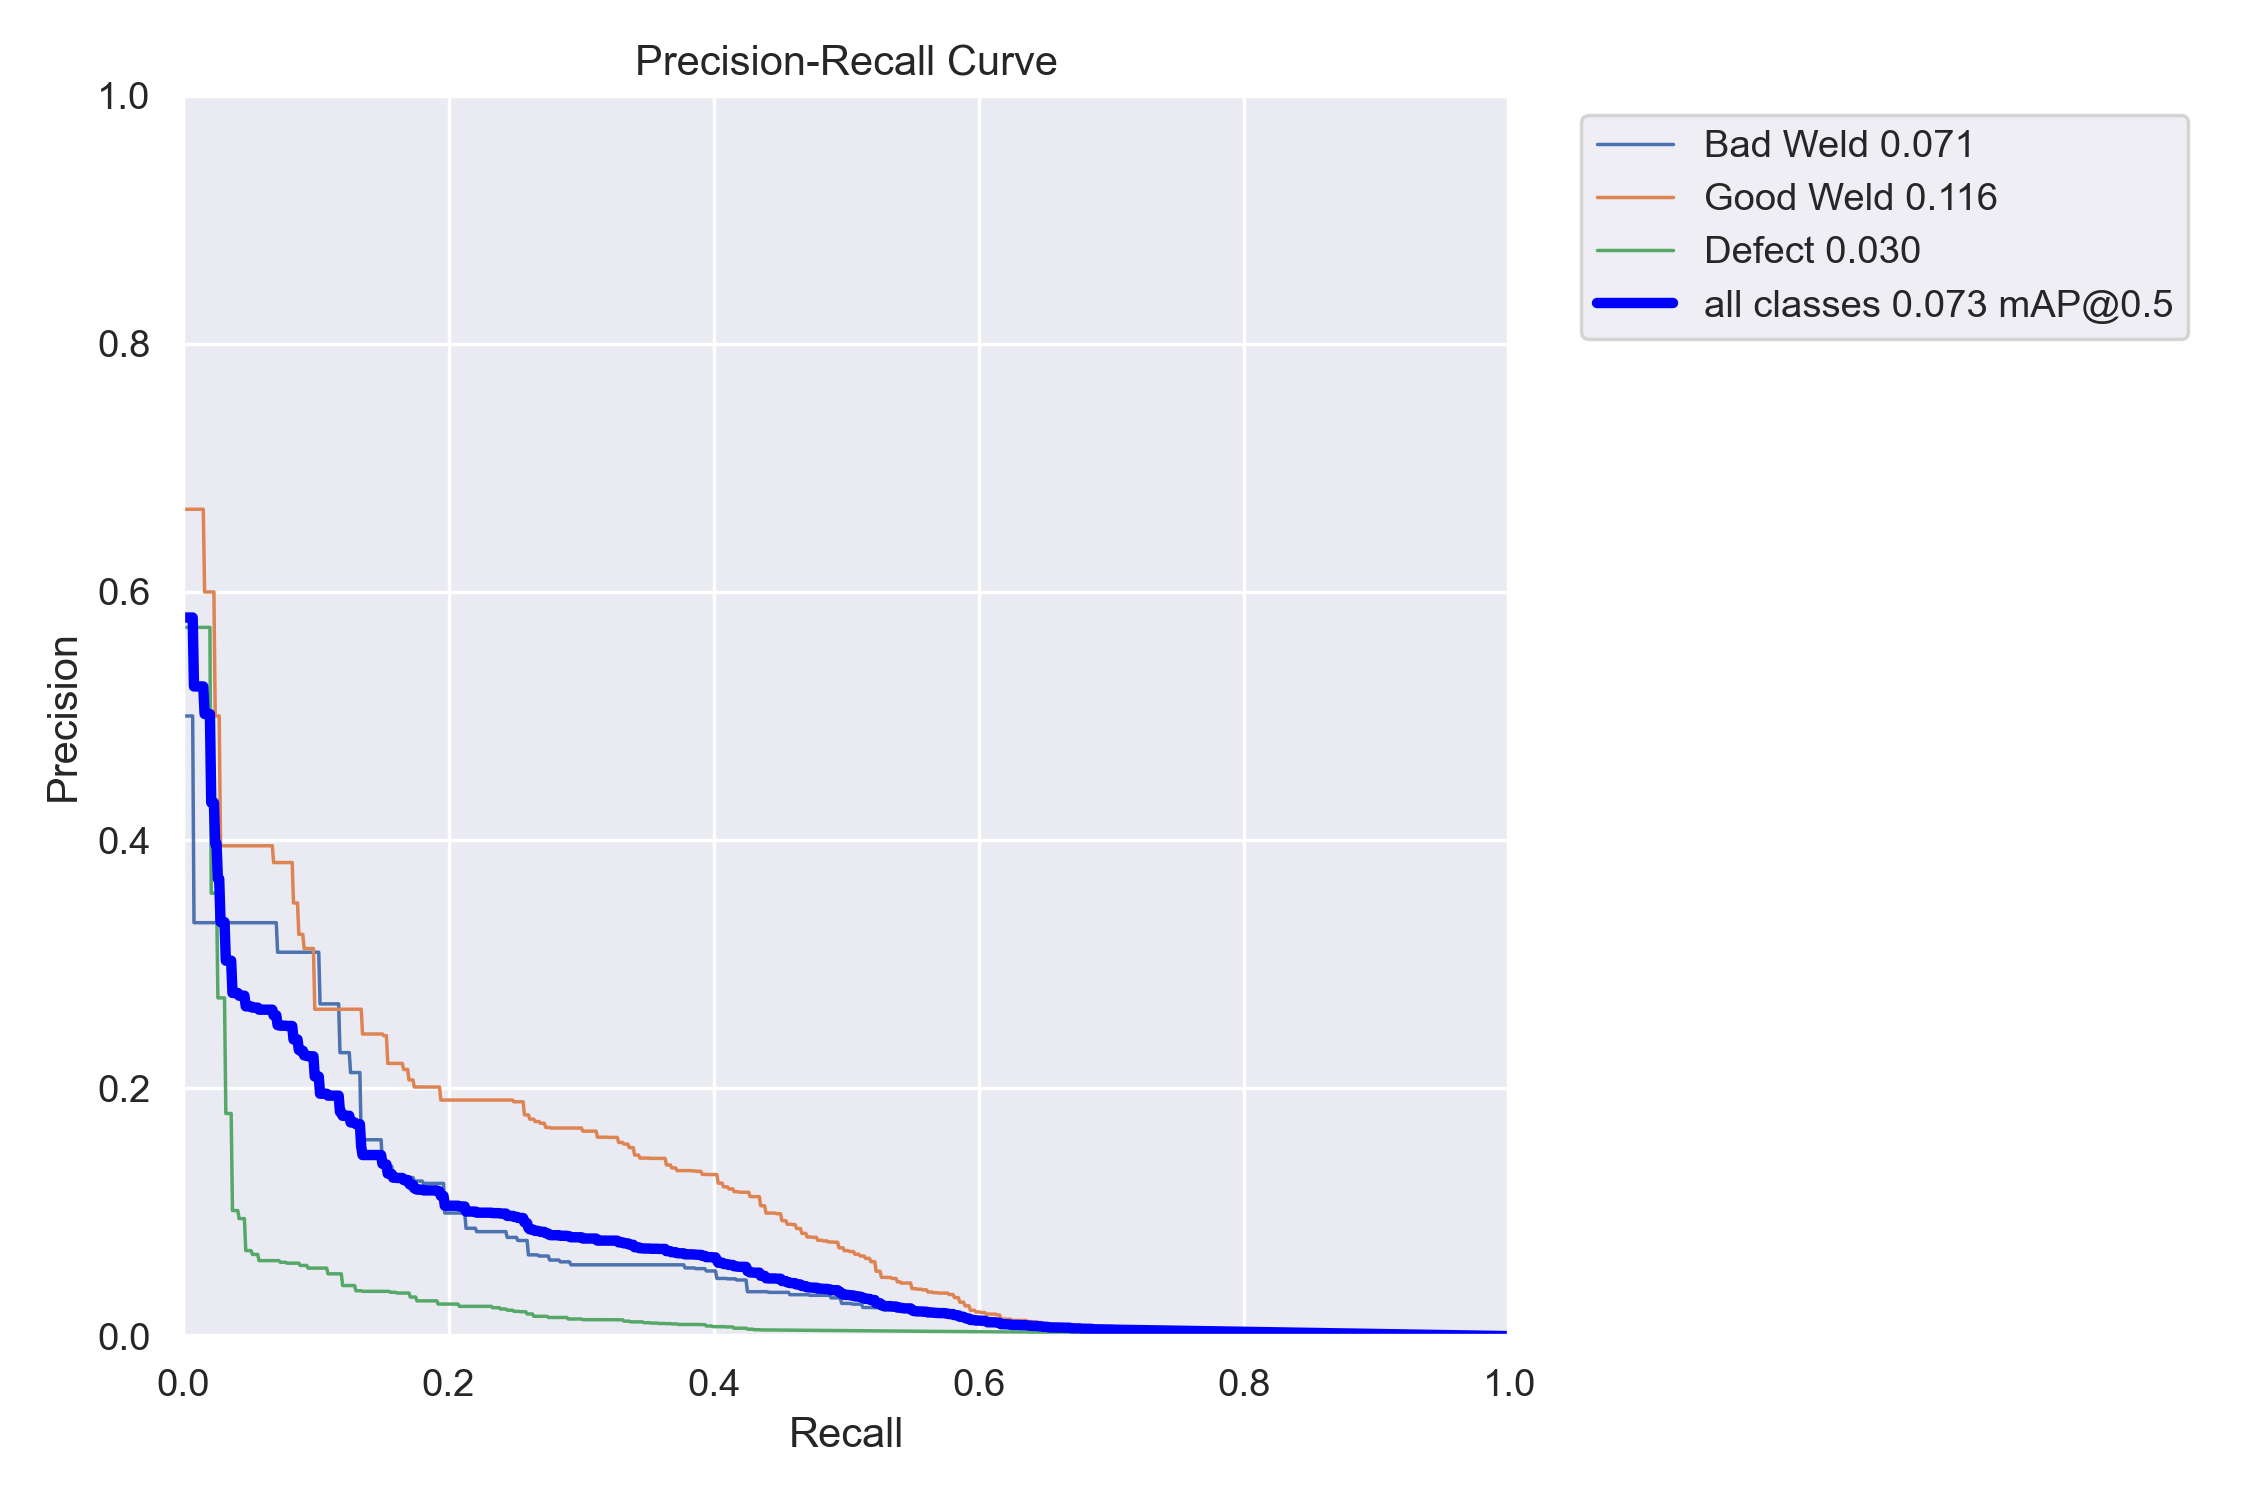 Precision-Recall Curve
1.0
0.8
0.6
0.4
0.2
0.0
Precision
0.0 0.2 0.4 0.6 0.8 1.0
Recall
Bad Weld 0.071
Good Weld 0.116
Defect 0.030
all classes 0.073 mAP@0.5